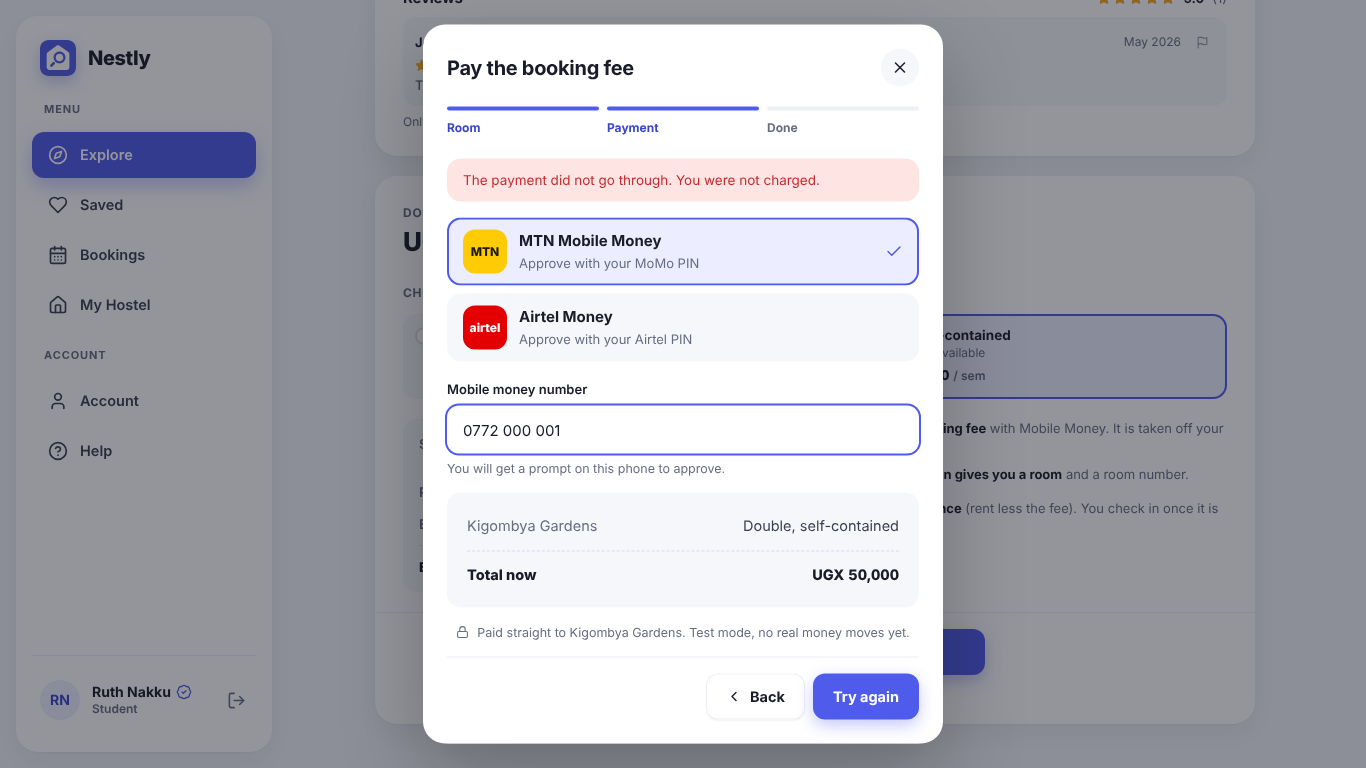 Nestly
MENU
Explore
Saved
Bookings
My Hostel
ACCOUNT
Account
Help
RN
Ruth Nakku
Student
Reviews
5.0 (1)
May 2026
Pay the booking fee
Room
Payment
Done
The payment did not go through. You were not charged.
MTN
MTN Mobile Money
Approve with your MoMo PIN
airtel
Airtel Money
Approve with your Airtel PIN
Mobile money number
0772 000 001
You will get a prompt on this phone to approve.
Kigombya Gardens
Double, self-contained
Total now
UGX 50,000
Paid straight to Kigombya Gardens. Test mode, no real money moves yet.
Back
Try again
-contained
/ sem
ing fee with Mobile Money. It is taken off your
n gives you a room and a room number.
nce (rent less the fee). You check in once it is